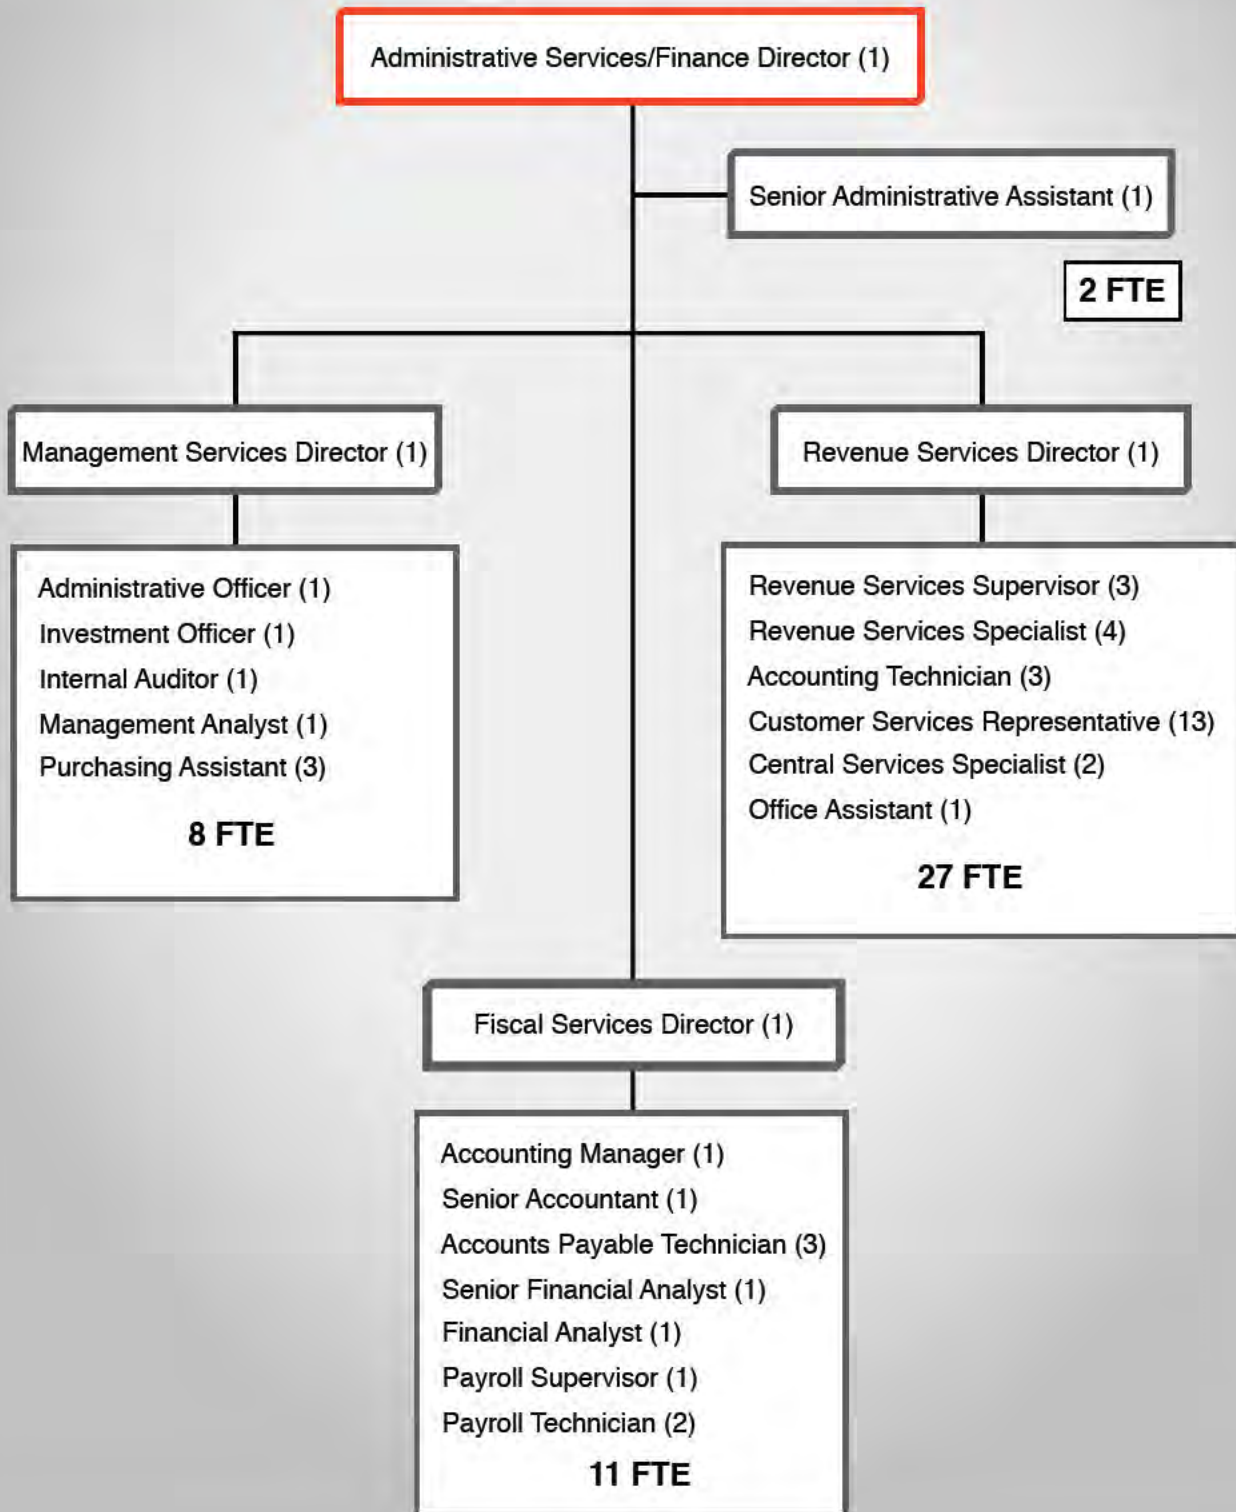 Administrative Services/Finance Director (1)
Senior Administrative Assistant (1)
2 FTE
Management Services Director (1)
Revenue Services Director (1)
Administrative Officer (1)
Investment Officer (1)
Internal Auditor (1)
Management Analyst (1)
Purchasing Assistant (3)
8 FTE
Revenue Services Supervisor (3)
Revenue Services Specialist (4)
Accounting Technician (3)
Customer Services Representative (13)
Central Services Specialist (2)
Office Assistant (1)
27 FTE
Fiscal Services Director (1)
Accounting Manager (1)
Senior Accountant (1)
Accounts Payable Technician (3)
Senior Financial Analyst (1)
Financial Analyst (1)
Payroll Supervisor (1)
Payroll Technician (2)
11 FTE